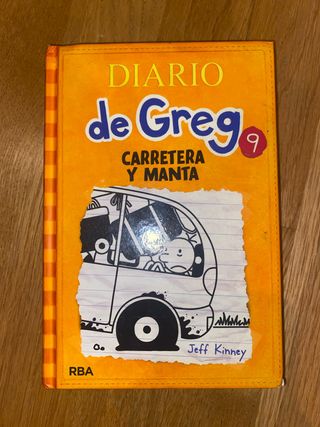 DIARIO
de Greg 9
CARRETERA
Y MANTA
Jeff Kinney
RBA